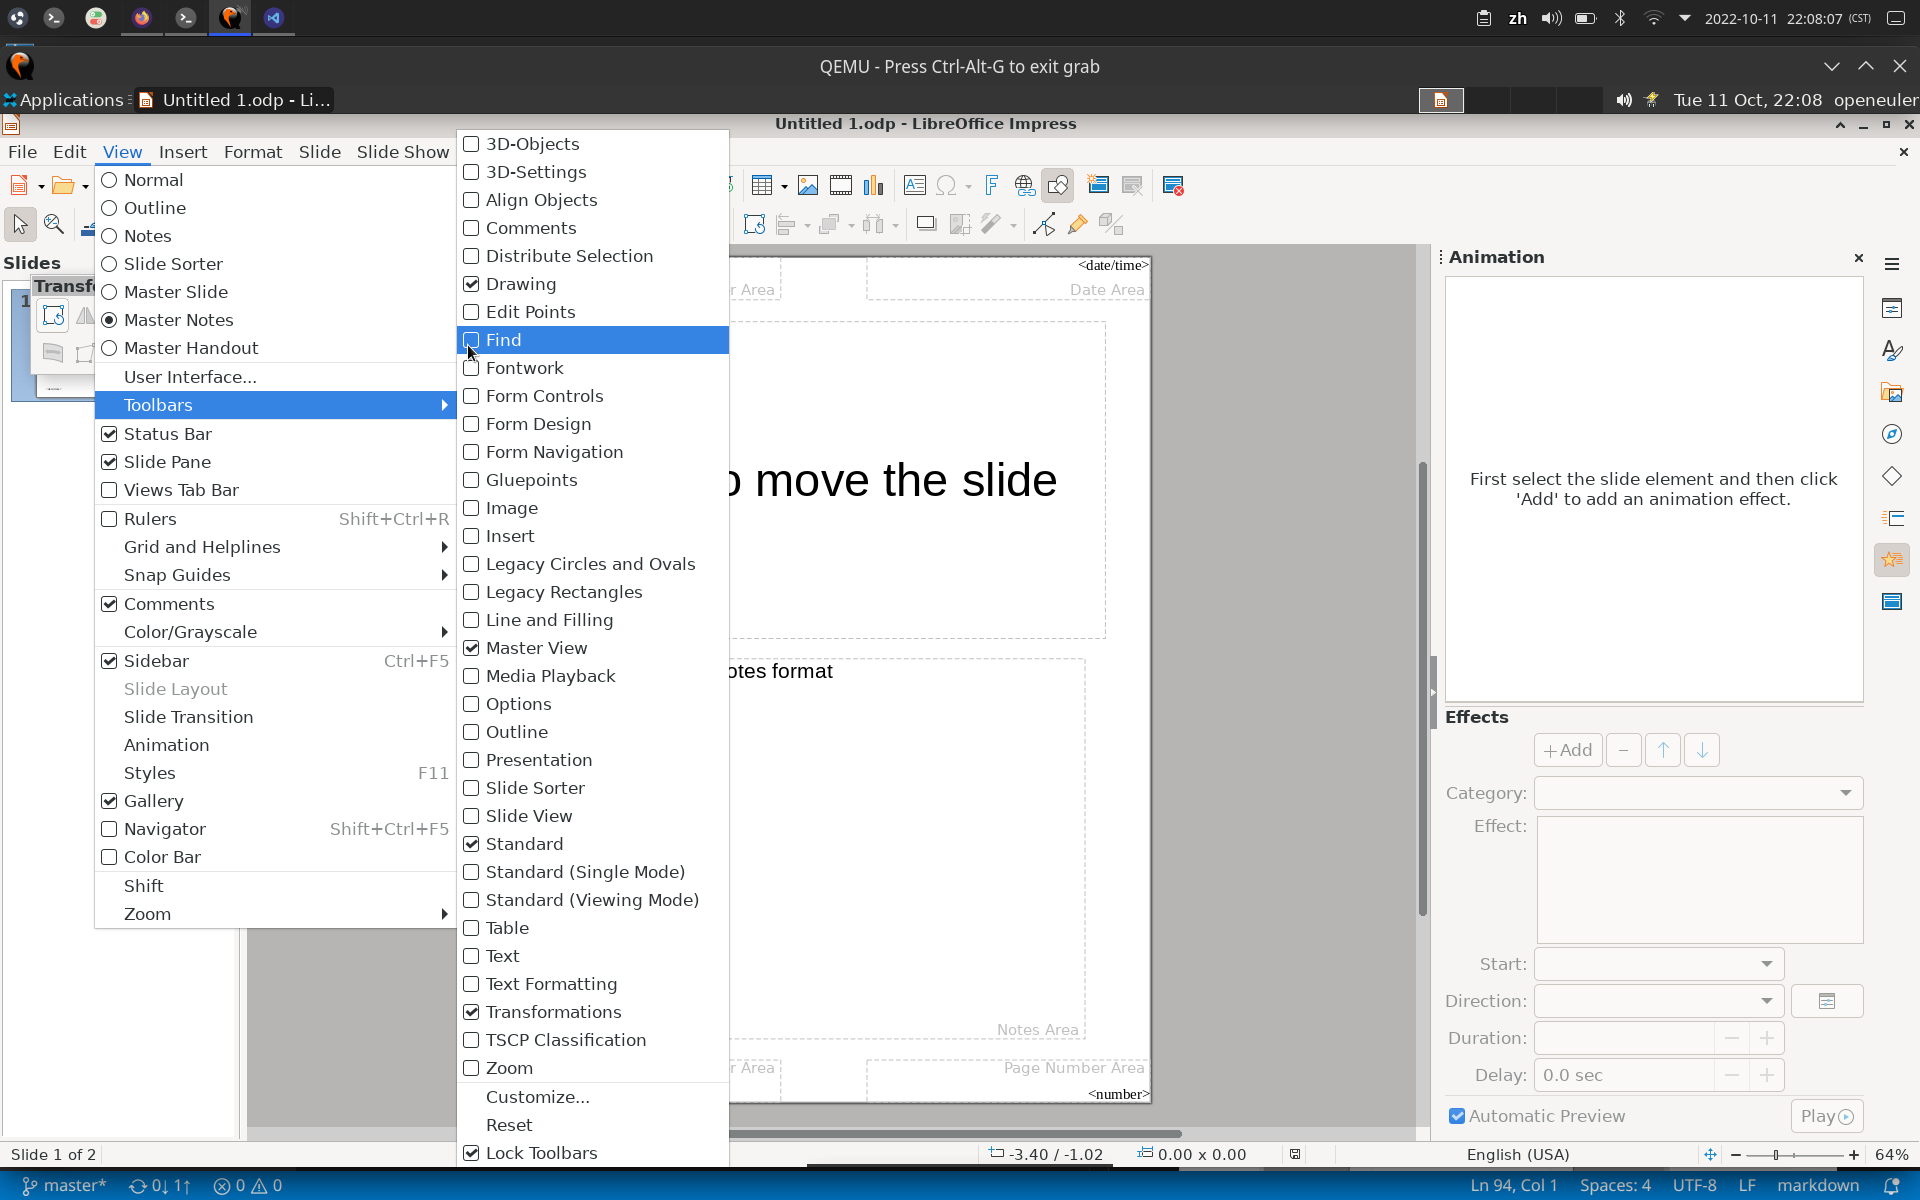 zh
2022-10-11 22:08:07 (CST)
QEMU - Press Ctrl-Alt-G to exit grab
Applications
Untitled 1.odp - Li...
Tue 11 Oct, 22:08 openeuler
Untitled 1.odp - LibreOffice Impress
File Edit View Insert Format Slide Slide Show
Slides
Transfo
1
Normal
Outline
Notes
Slide Sorter
Master Slide
Master Notes
Master Handout
User Interface...
Toolbars
Status Bar
Slide Pane
Views Tab Bar
Rulers Shift+Ctrl+R
Grid and Helplines
Snap Guides
Comments
Color/Grayscale
Sidebar Ctrl+F5
Slide Layout
Slide Transition
Animation
Styles F11
Gallery
Navigator Shift+Ctrl+F5
Color Bar
Shift
Zoom
3D-Objects
3D-Settings
Align Objects
Comments
Distribute Selection
Drawing
Edit Points
Find
Fontwork
Form Controls
Form Design
Form Navigation
Gluepoints
Image
Insert
Legacy Circles and Ovals
Legacy Rectangles
Line and Filling
Master View
Media Playback
Options
Outline
Presentation
Slide Sorter
Slide View
Standard
Standard (Single Mode)
Standard (Viewing Mode)
Table
Text
Text Formatting
Transformations
TSCP Classification
Zoom
Customize...
Reset
Lock Toolbars
<date/time>
r Area
Date Area
o move the slide
otes format
Notes Area
r Area
Page Number Area
<number>
Animation
First select the slide element and then click
'Add' to add an animation effect.
Effects
Add
Category:
Effect:
Start:
Direction:
Duration:
Delay: 0.0 sec
Automatic Preview
Play
Slide 1 of 2
-3.40 / -1.02
0.00 x 0.00
English (USA)
64%
master*
0↓ 1↑
0
0
Ln 94, Col 1
Spaces: 4
UTF-8
LF
markdown